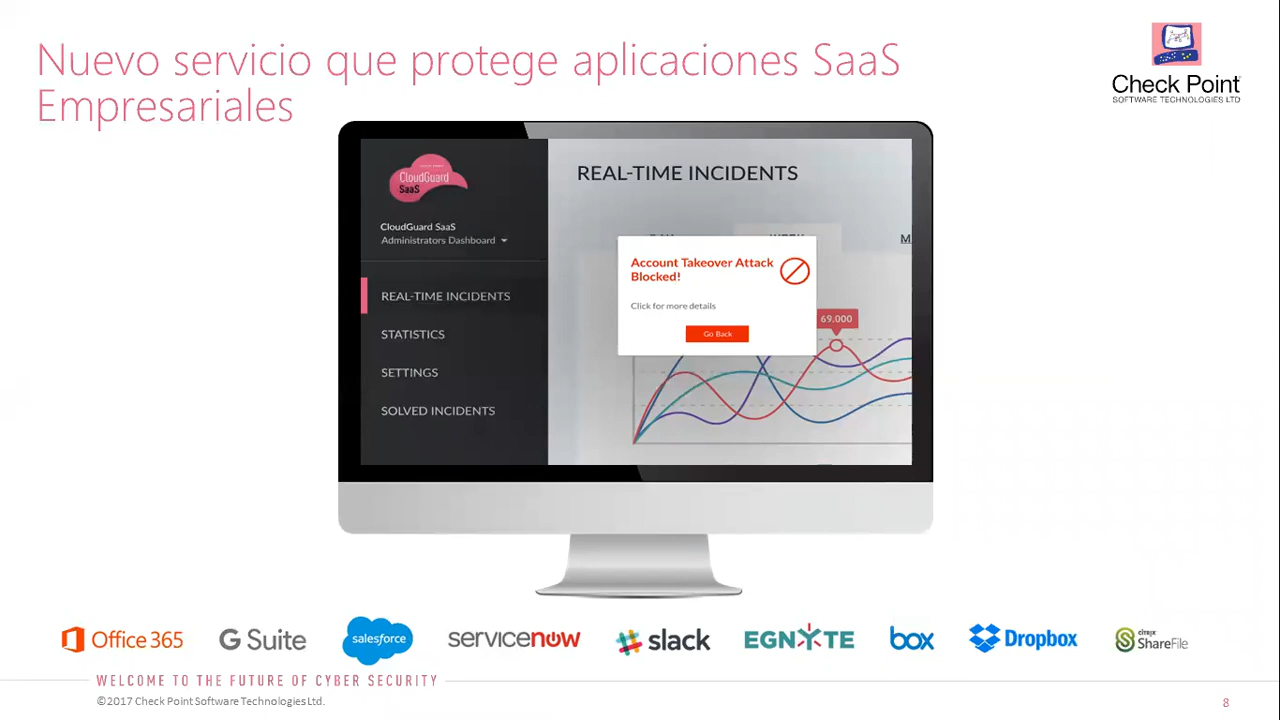 Nuevo servicio que protege aplicaciones SaaS
Empresariales
Check Point
SOFTWARE TECHNOLOGIES LTD
CloudGuard
SaaS
REAL-TIME INCIDENTS
CloudGuard SaaS
Administrators Dashboard
REAL-TIME INCIDENTS
STATISTICS
SETTINGS
SOLVED INCIDENTS
M
Account Takeover Attack
Blocked!
Click for more details
Go Back
69.000
Office 365
G Suite
salesforce
servicenow
slack
EGNYTE
box
Dropbox
citrix
ShareFile
WELCOME TO THE FUTURE OF CYBER SECURITY
©2017 Check Point Software Technologies Ltd.
8